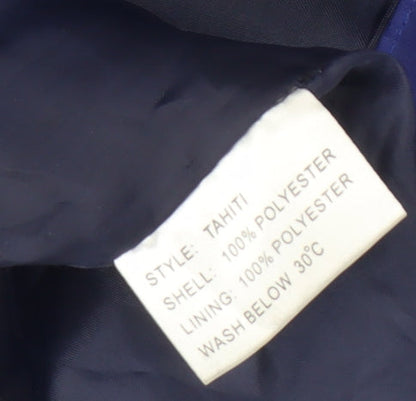 STYLE: TAHITI
SHELL: 100% POLYESTER
LINING: 100% POLYESTER
WASH BELOW 30°C